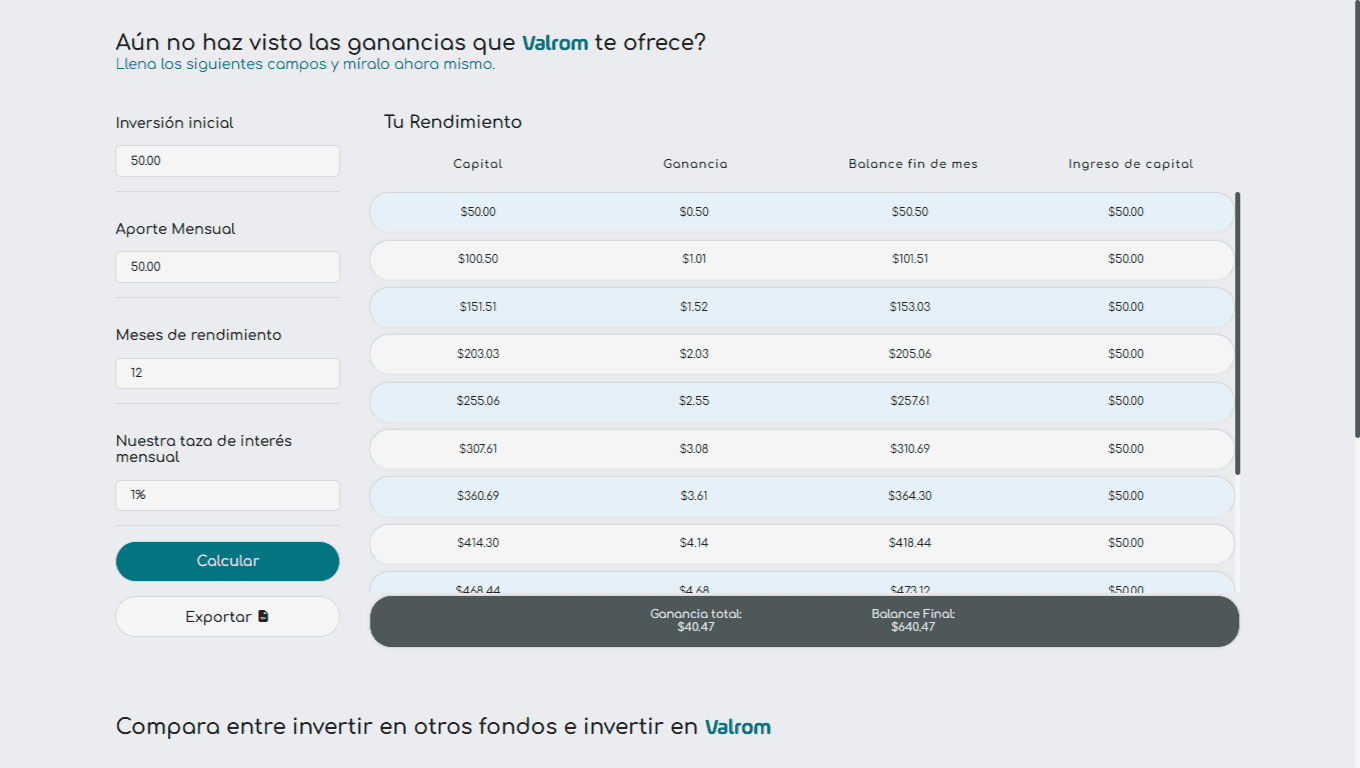 Aún no haz visto las ganancias que Valrom te ofrece?
Llena los siguientes campos y míralo ahora mismo.
Inversión inicial
50.00
Aporte Mensual
50.00
Meses de rendimiento
12
Nuestra taza de interés
mensual
1%
Calcular
Exportar
Tu Rendimiento
Capital Ganancia Balance fin de mes Ingreso de capital
$50.00 $0.50 $50.50 $50.00
$100.50 $1.01 $101.51 $50.00
$151.51 $1.52 $153.03 $50.00
$203.03 $2.03 $205.06 $50.00
$255.06 $2.55 $257.61 $50.00
$307.61 $3.08 $310.69 $50.00
$360.69 $3.61 $364.30 $50.00
$414.30 $4.14 $418.44 $50.00
$468.44 $4.68 $473.12 $50.00
Ganancia total: Balance Final:
$40.47 $640.47
Compara entre invertir en otros fondos e invertir en Valrom